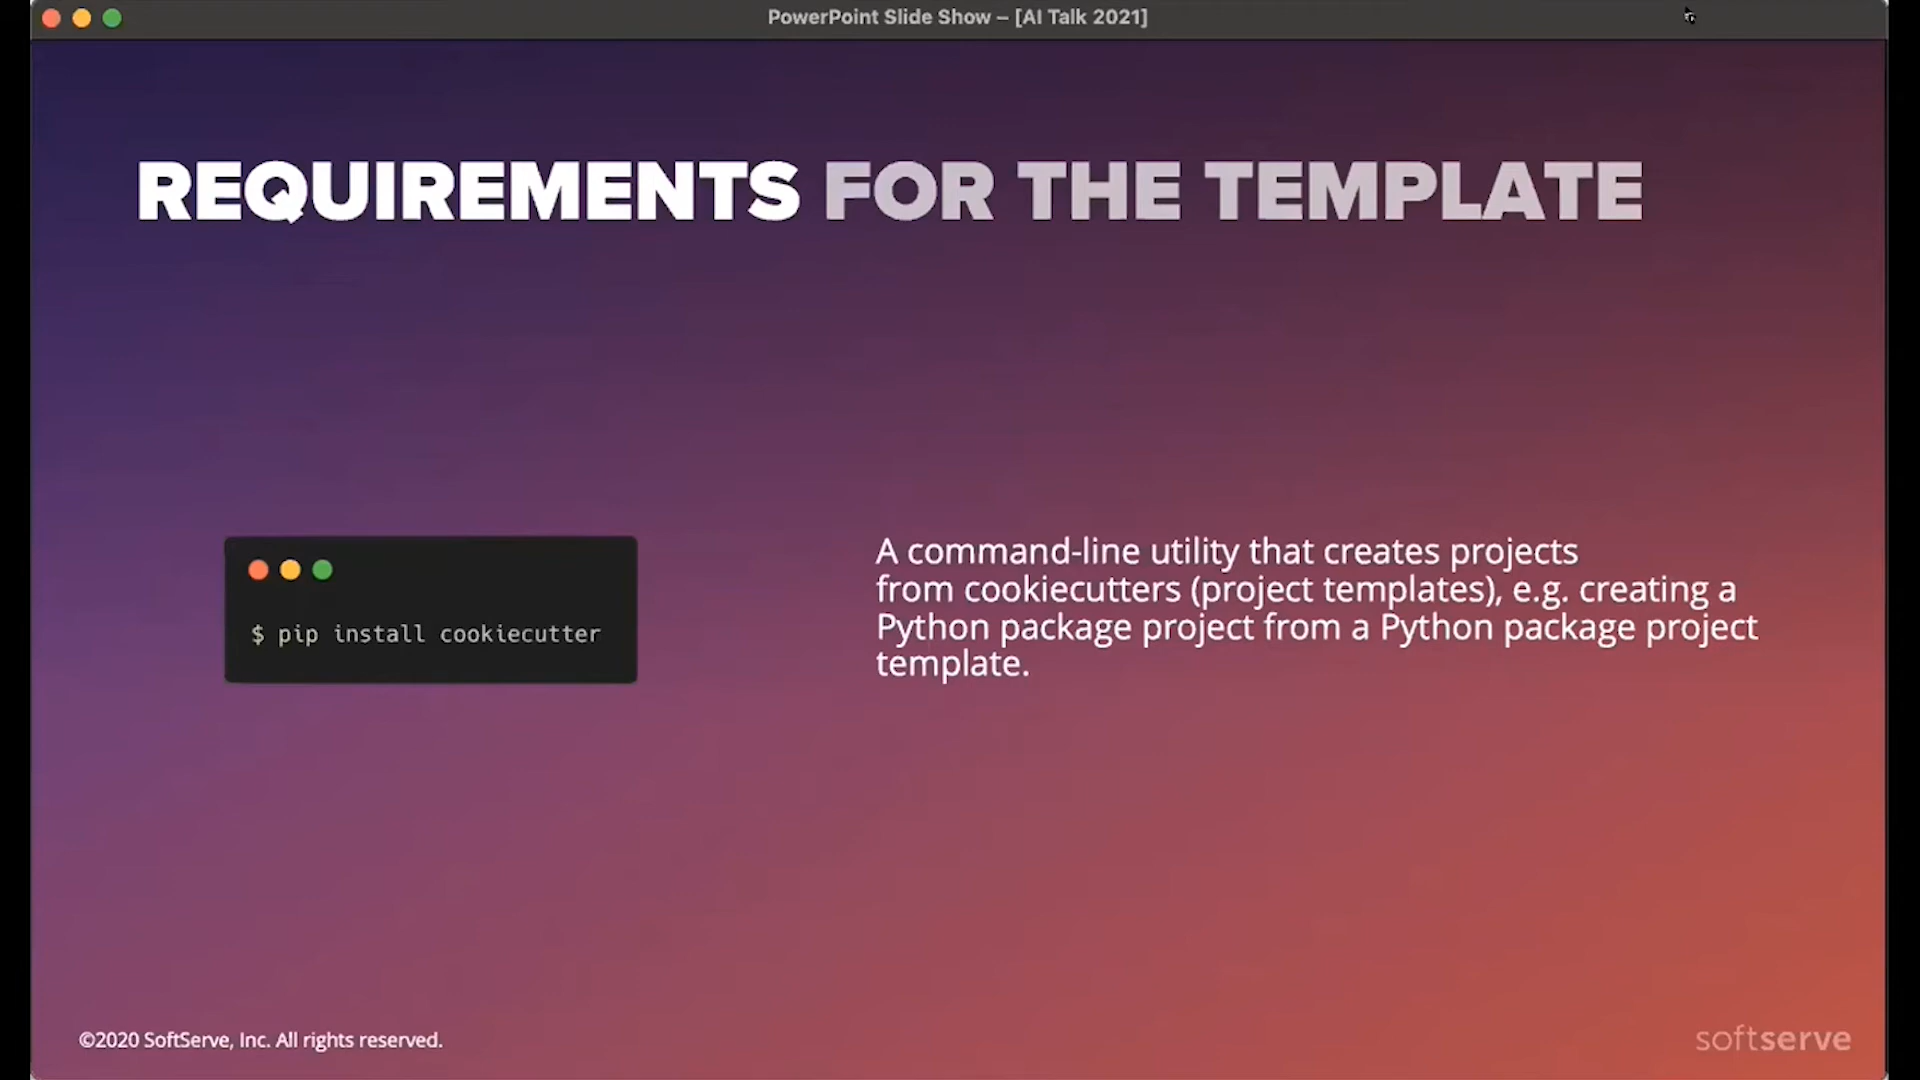 PowerPoint Slide Show – [AI Talk 2021]
REQUIREMENTS FOR THE TEMPLATE
$ pip install cookiecutter
A command-line utility that creates projects
from cookiecutters (project templates), e.g. creating a
Python package project from a Python package project
template.
©2020 SoftServe, Inc. All rights reserved.
softserve